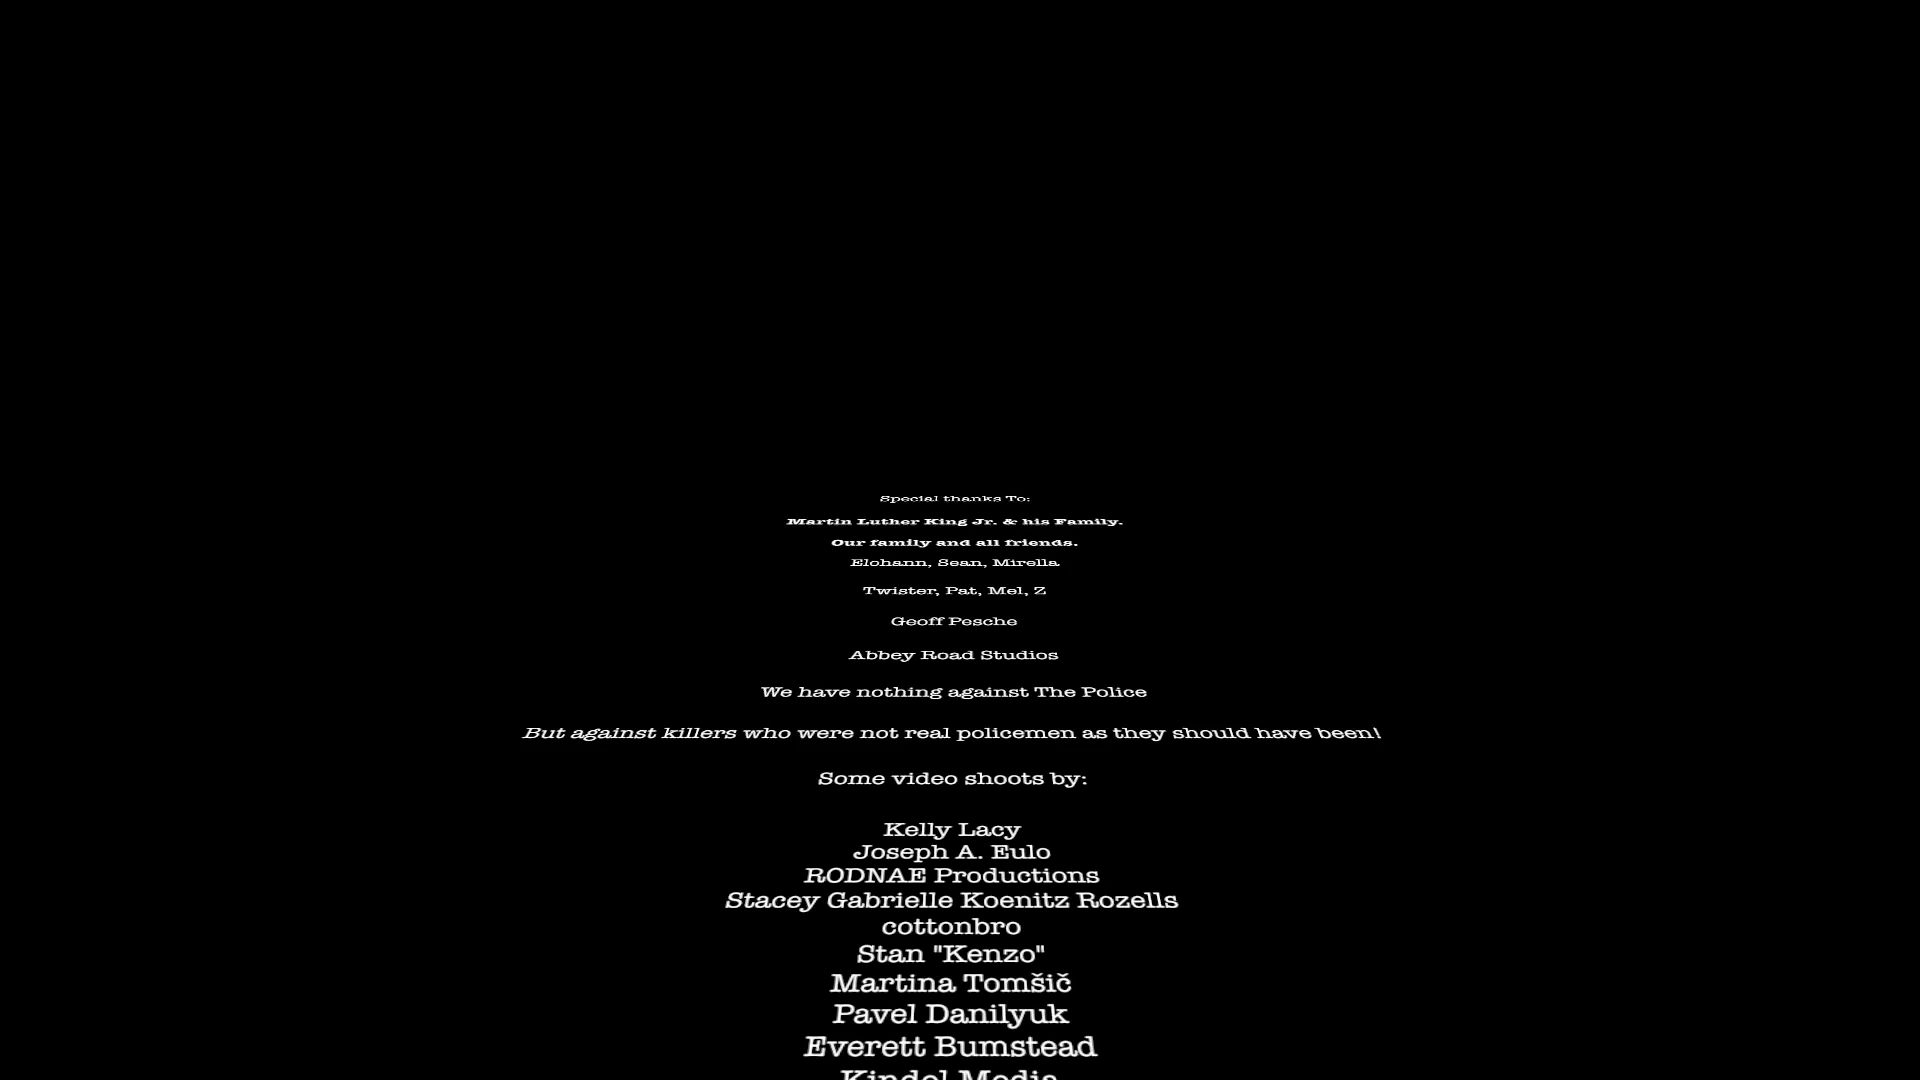 Special thanks To:
Martin Luther King Jr. & his Family.
Our family and all friends.
Elohann, Sean, Mirella
Twister, Pat, Mel, Z
Geoff Pesche
Abbey Road Studios
We have nothing against The Police
But against killers who were not real policemen as they should have been!
Some video shoots by:
Kelly Lacy
Joseph A. Eulo
RODNAE Productions
Stacey Gabrielle Koenitz Rozells
cottonbro
Stan "Kenzo"
Martina Tomšič
Pavel Danilyuk
Everett Bumstead
Kindel Media